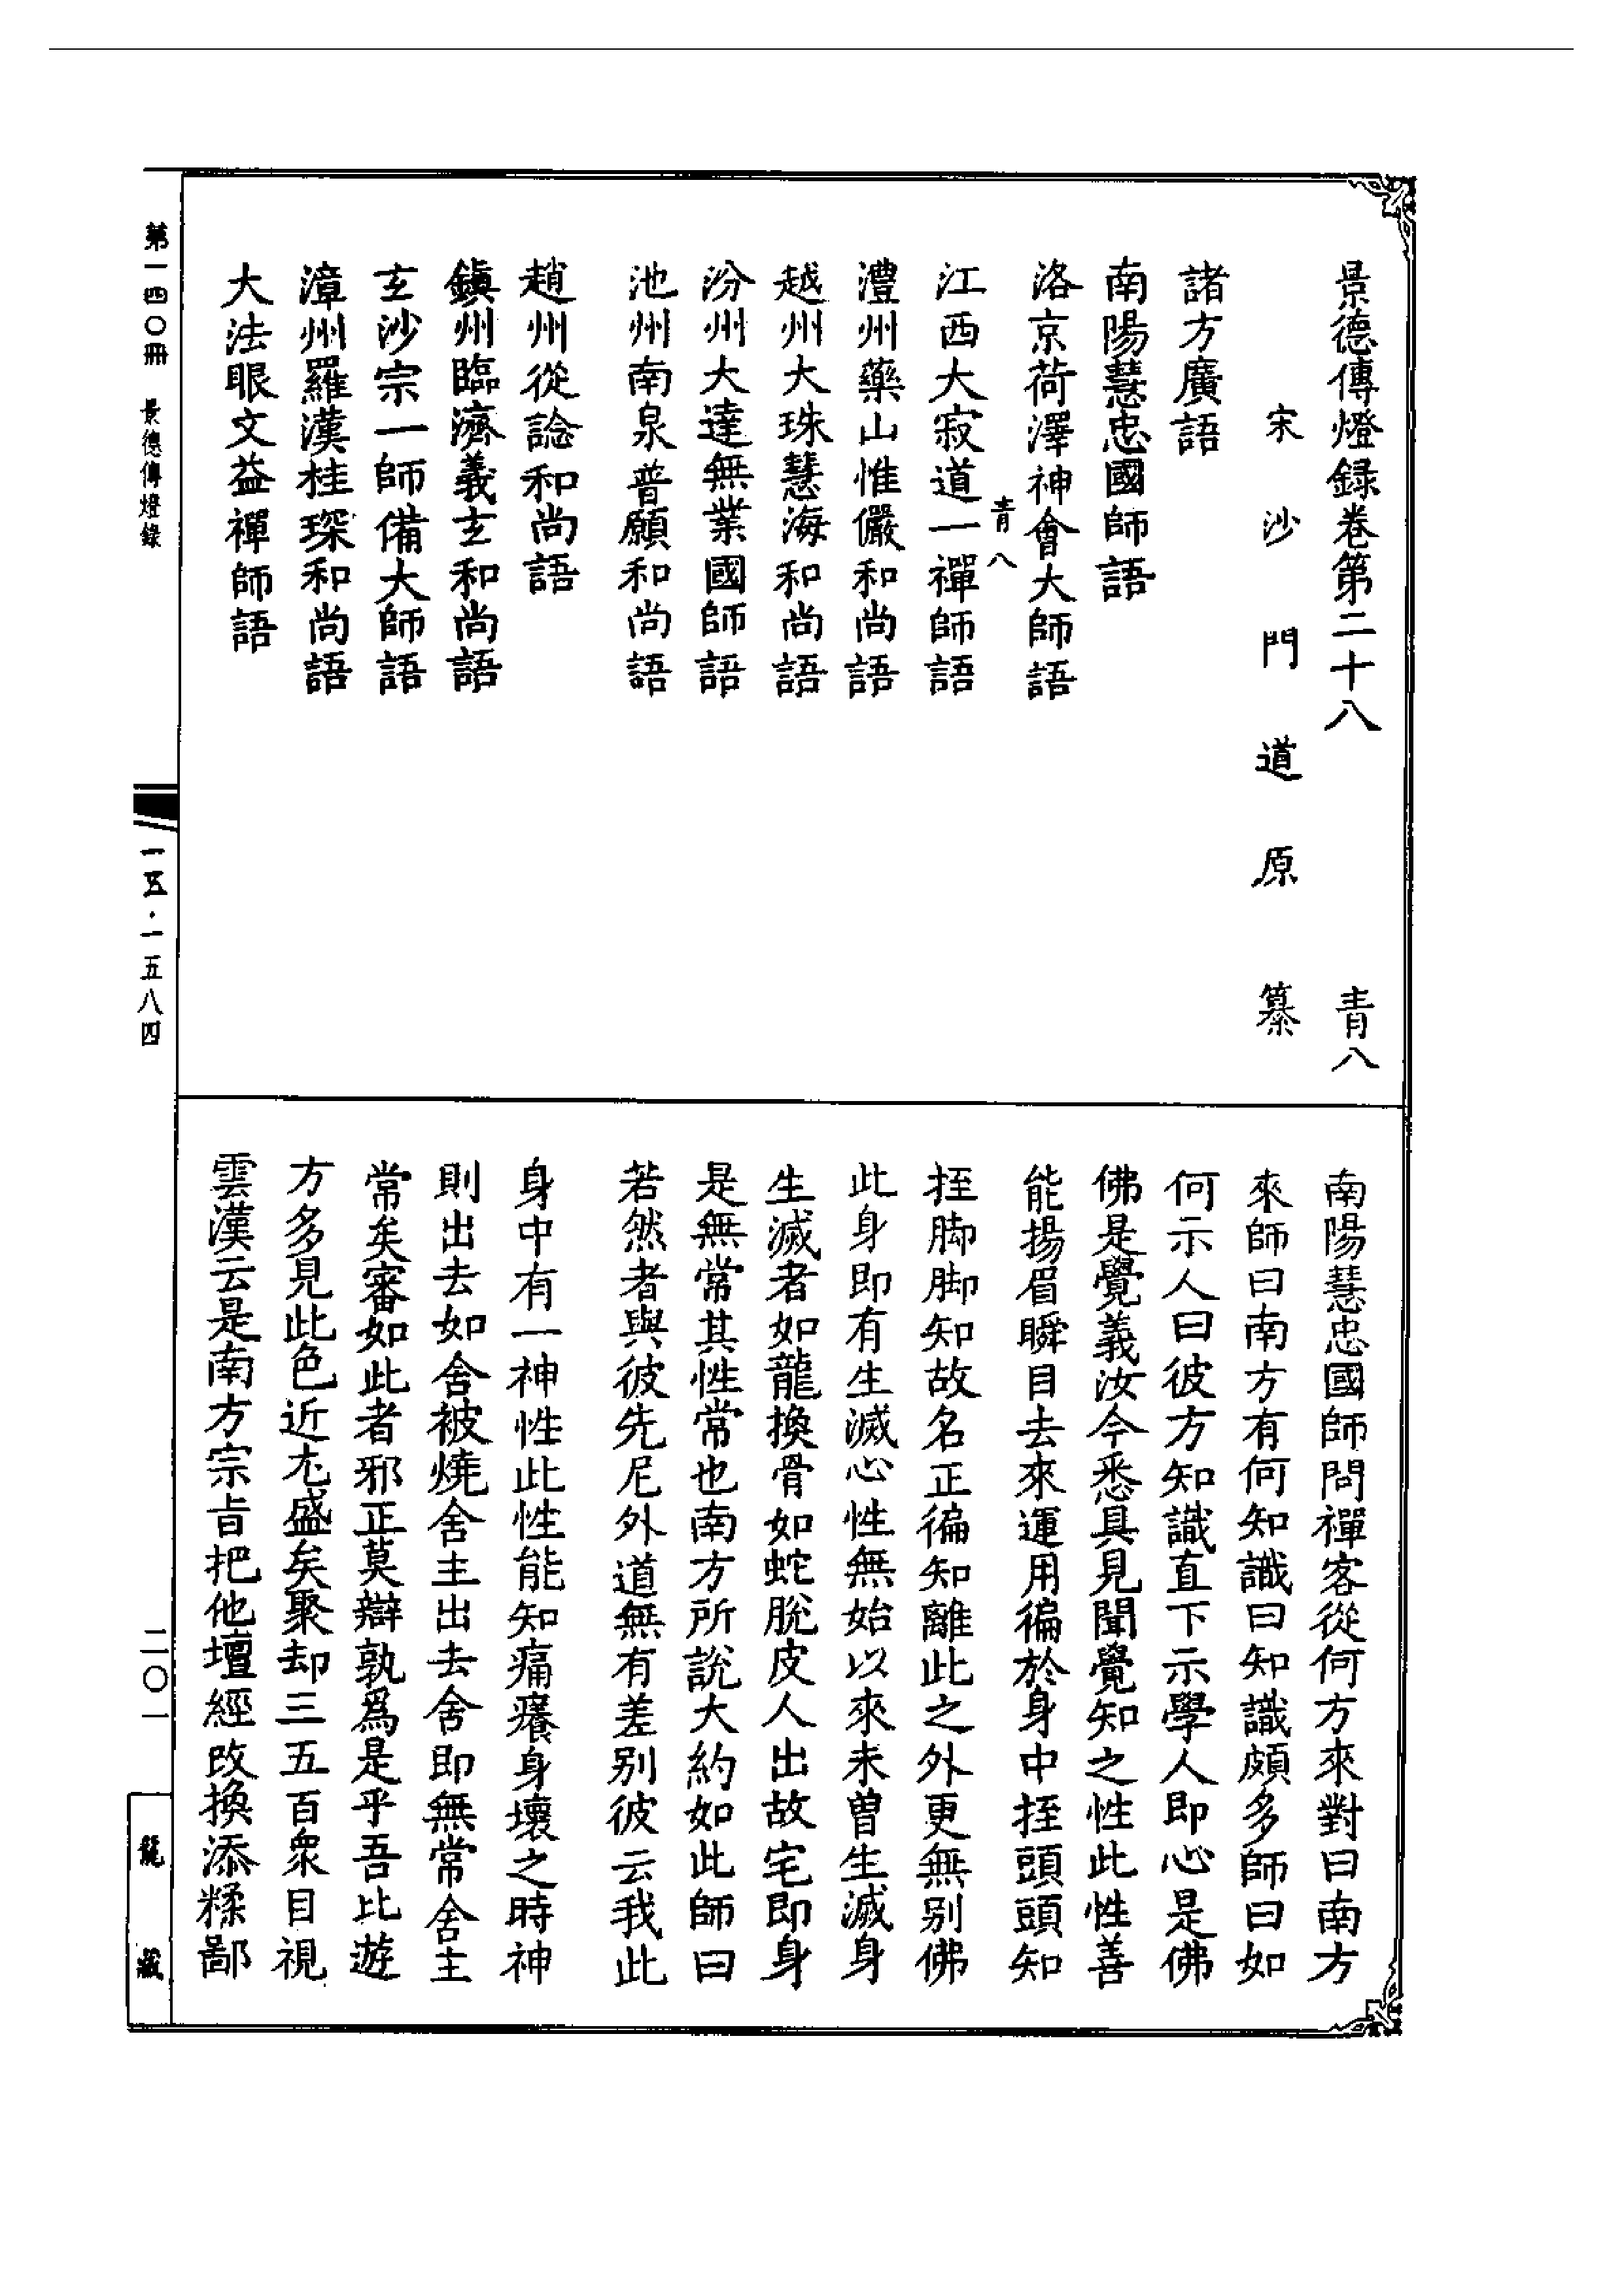 景德傳燈録卷第二十八　青八
宋沙門道原纂
諸方廣語
南陽慧忠國師語
洛京荷澤神會大師語
青八
江西大寂道一禪師語
澧州藥山惟儼和尚語
越州大珠慧海和尚語
汾州大達無業國師語
池州南泉普願和尚語
趙州從諗和尚語
鎮州臨濟義玄和尚語
玄沙宗一師備大師語
漳州羅漢桂琛和尚語
大法眼文益禪師語
南陽慧忠國師問禪客從何方來對曰南方
來師曰南方有何知識曰知識頗多師曰如
何示人曰彼方知識直下示學人即心是佛
佛是覺義汝今悉具見聞覺知之性此性善
能揚眉瞬目去來運用徧於身中挃頭頭知
挃脚脚知故名正徧知離此之外更無別佛
此身即有生滅心性無始以來未曾生滅身
生滅者如龍換骨如蛇脫皮人出故宅即身
是無常其性常也南方所說大約如此師曰
若然者與彼先尼外道無有差別彼云我此
身中有一神性此性能知痛癢身壞之時神
則出去如舍被燒舍主出去舍即無常舍主
常矣審如此者邪正莫辯孰爲是乎吾比遊
方多見此色近尤盛矣聚却三五百衆目視
雲漢云是南方宗旨把他壇經改換添糅鄙
第一四〇冊　景德傳燈錄
一五·一五八四
二〇一
龍藏